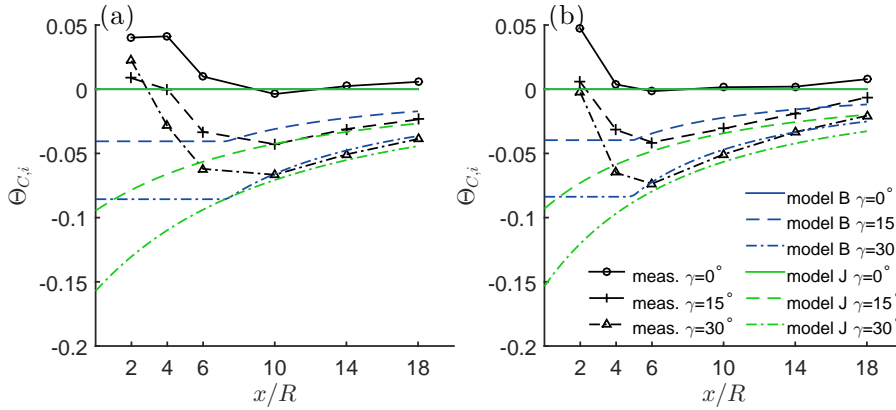 (a)
0.05
0
-0.05
-0.1
-0.15
-0.2
Θ_{C,i}
2 4 6 10 14 18
x/R
(b)
0.05
0
-0.05
-0.1
-0.15
-0.2
meas. γ=0°
meas. γ=15°
meas. γ=30°
model B γ=0°
model B γ=15
model B γ=30
model J γ=0°
model J γ=15°
model J γ=30°
2 4 6 10 14 18
x/R